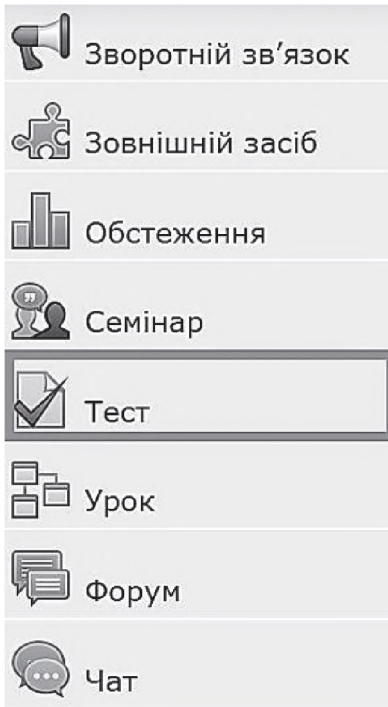 Зворотній зв’язок
Зовнішній засіб
Обстеження
Семінар
Тест
Урок
Форум
Чат